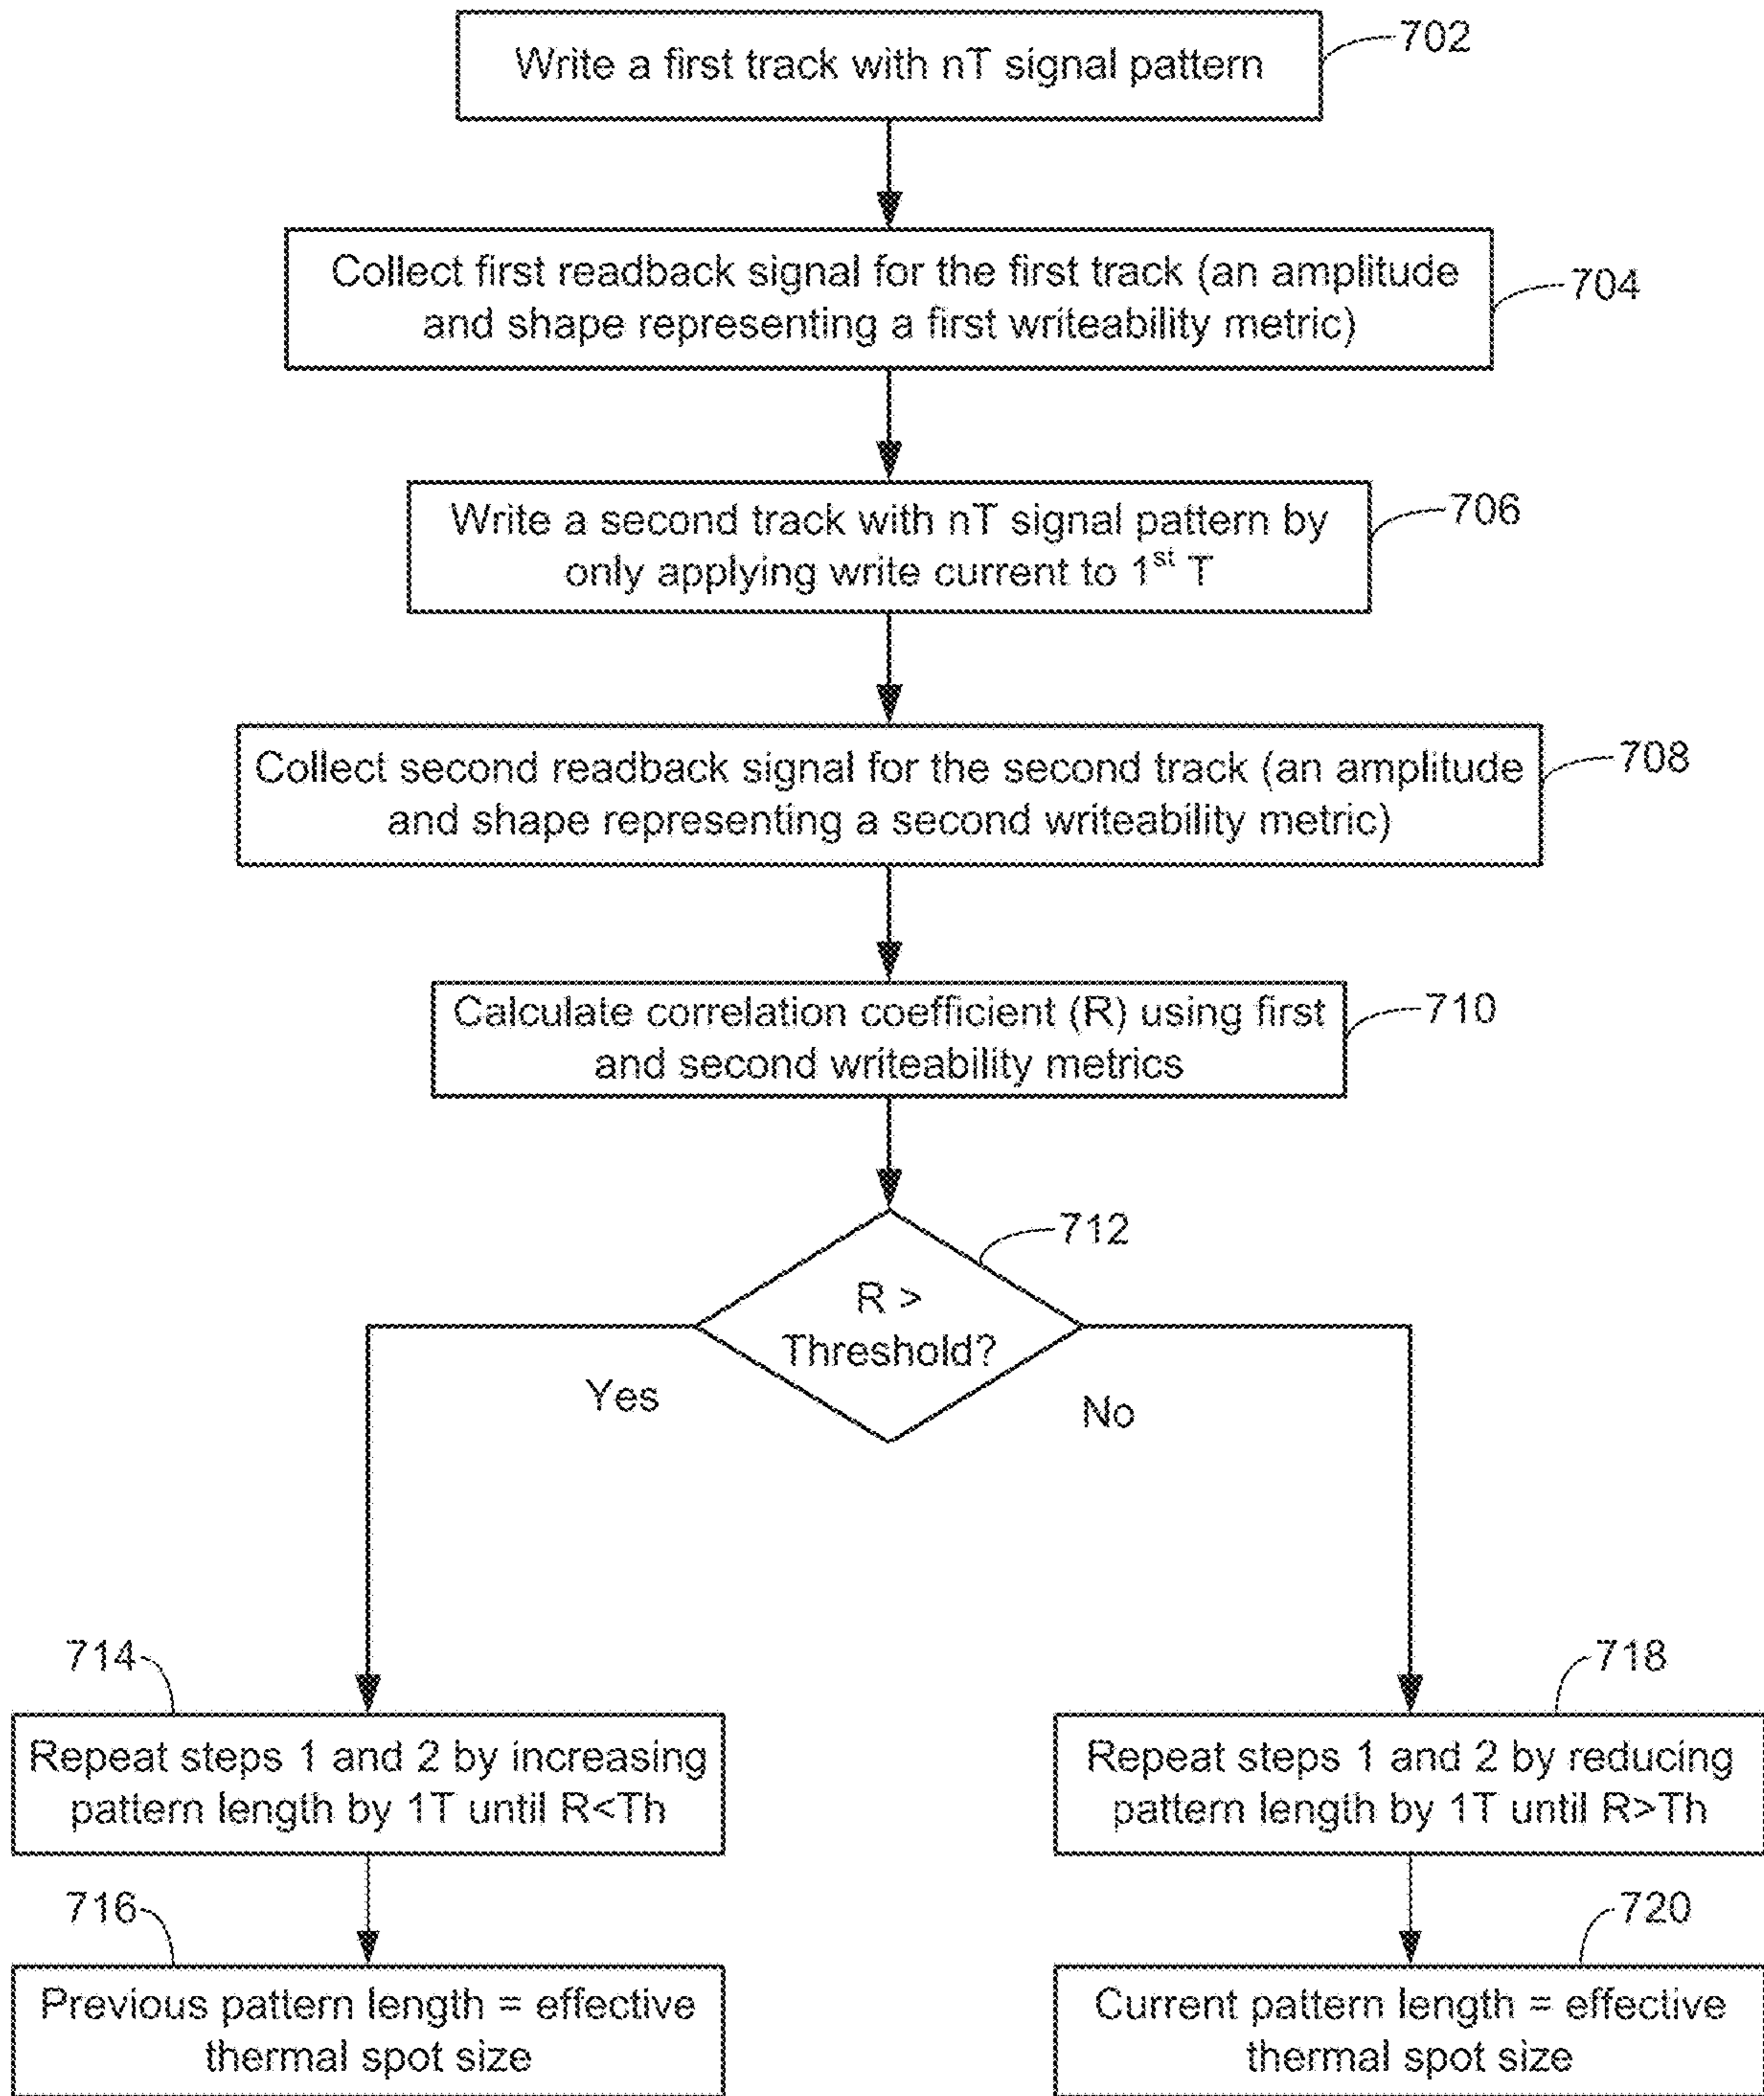 Write a first track with nT signal pattern
702
Collect first readback signal for the first track (an amplitude
and shape representing a first writeability metric)
704
Write a second track with nT signal pattern by
only applying write current to 1st T
706
Collect second readback signal for the second track (an amplitude
and shape representing a second writeability metric)
708
Calculate correlation coefficient (R) using first
and second writeability metrics
710
712
R >
Threshold?
Yes
No
714
Repeat steps 1 and 2 by increasing
pattern length by 1T until R<Th
718
Repeat steps 1 and 2 by reducing
pattern length by 1T until R>Th
716
Previous pattern length = effective
thermal spot size
720
Current pattern length = effective
thermal spot size